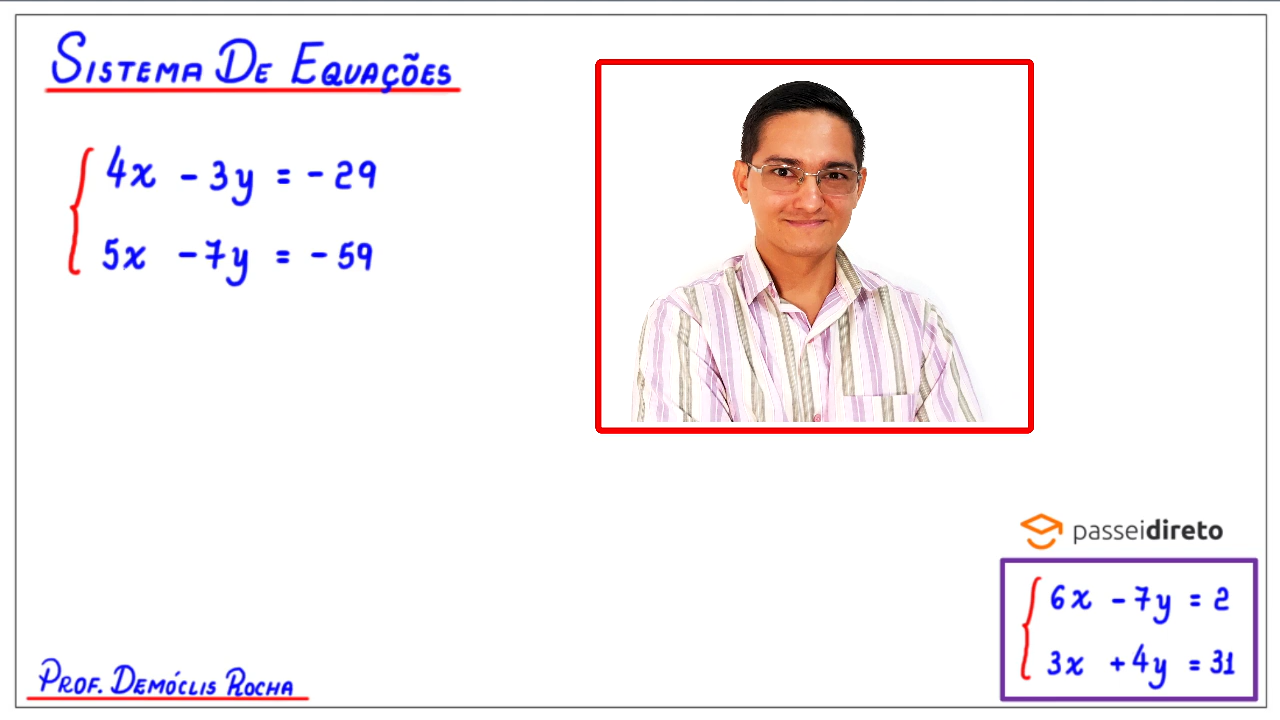 SISTEMA DE EQUAÇÕES
4x - 3y = - 29
5x - 7y = - 59
passeidireto
6x - 7y = 2
3x + 4y = 31
PROF. DEMÓCLIS ROCHA